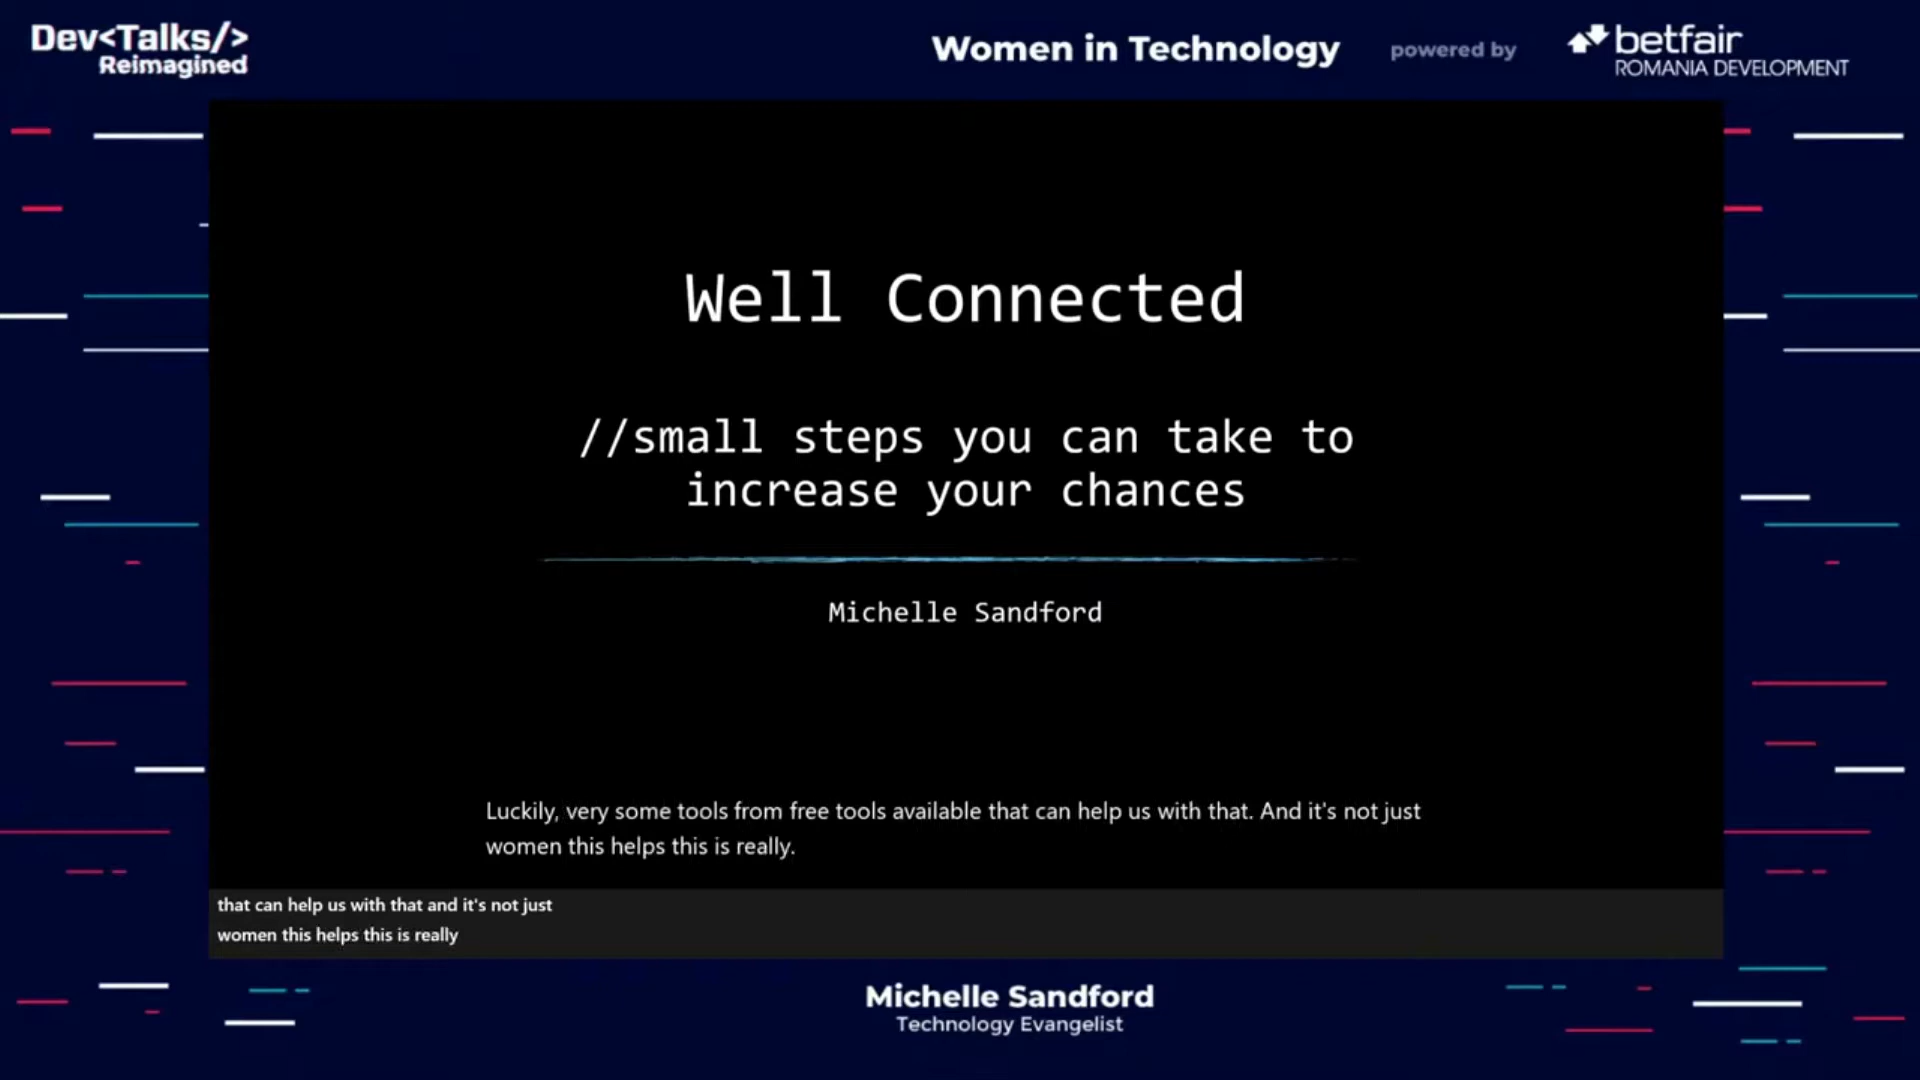 Dev<Talks/>
Reimagined
Women in Technology
powered by
betfair
ROMANIA DEVELOPMENT
Well Connected
//small steps you can take to
increase your chances
Michelle Sandford
Luckily, very some tools from free tools available that can help us with that. And it's not just
women this helps this is really.
that can help us with that and it's not just
women this helps this is really
Michelle Sandford
Technology Evangelist